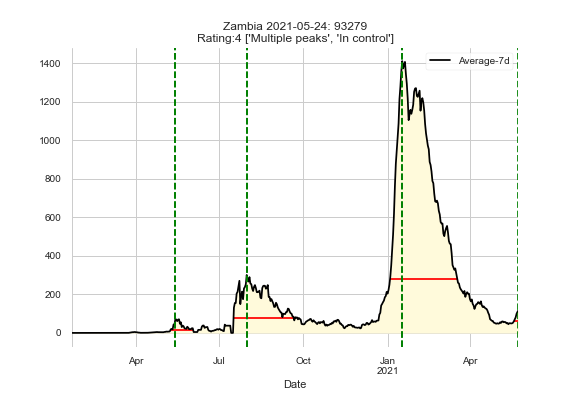 Zambia 2021-05-24: 93279
Rating:4 ['Multiple peaks', 'In control']
Average-7d
1400
1200
1000
800
600
400
200
0
Apr
Jul
Oct
Jan
2021
Apr
Date